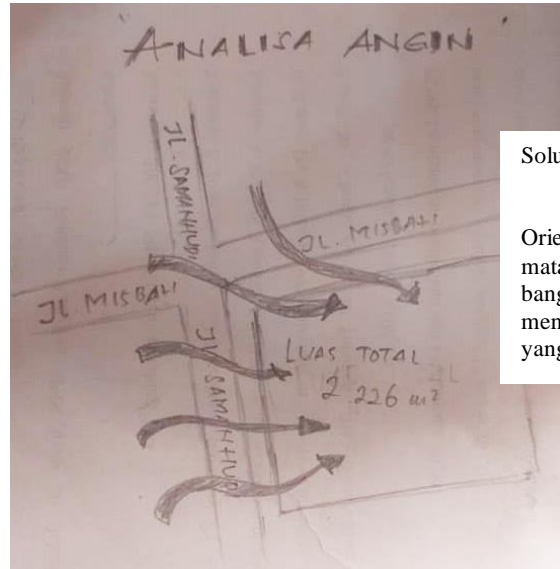 "ANALISA ANGIN"
JL. SAMANHUDI
JL. MISBAH
JL MISBAH
JL SAMANHUDI
LUAS TOTAL
2.226 m²
Solu
Orie
mata
bang
men
yang